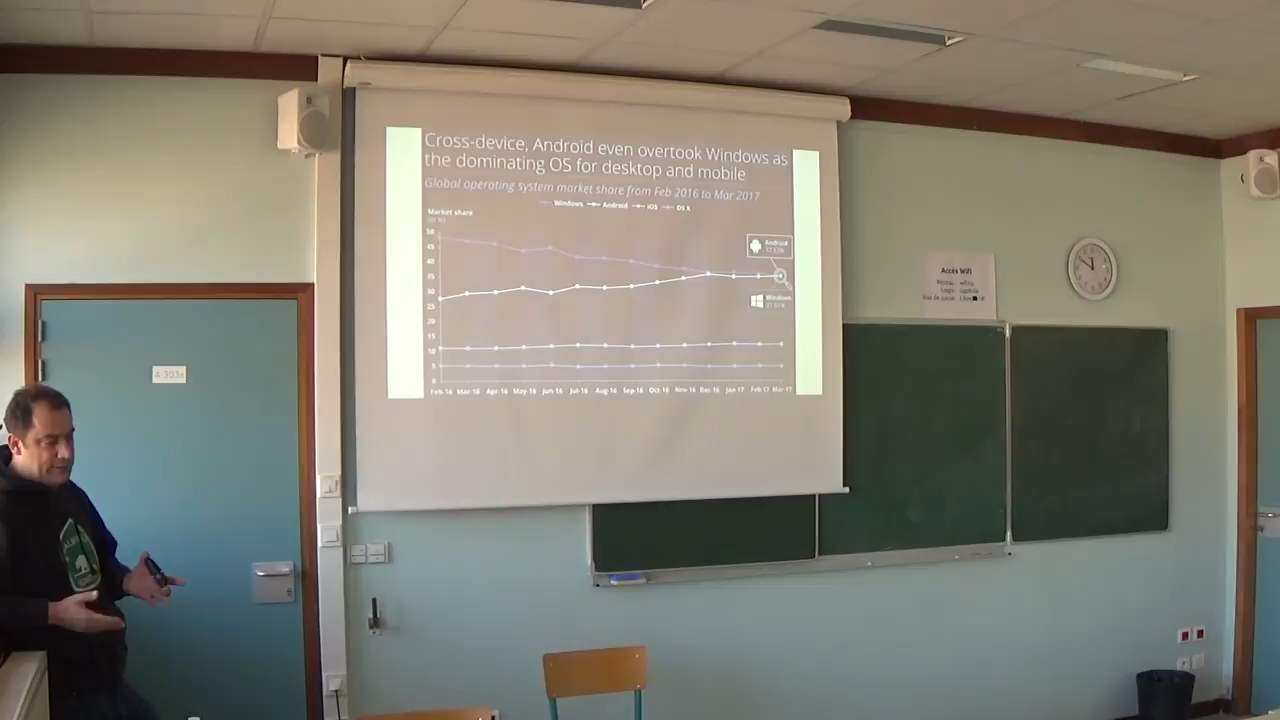 Cross-device, Android even overtook Windows as
the dominating OS for desktop and mobile
Global operating system market share from Feb 2016 to Mar 2017
Windows Android iOS OS X
Market share
50
45
40
35
30
25
20
15
10
5
0
Feb-16 Mar-16 Apr-16 May-16 Jun-16 Jul-16 Aug-16 Sep-16 Oct-16 Nov-16 Dec-16 Jan-17 Feb-17 Mar-17
Android
Windows
Accès Wifi
A 303a